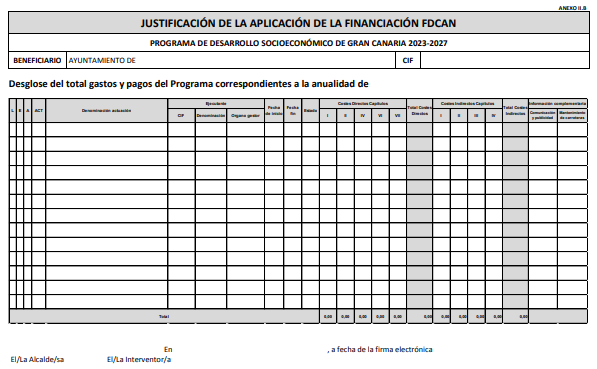 ANEXO II.B
JUSTIFICACIÓN DE LA APLICACIÓN DE LA FINANCIACIÓN FDCAN
PROGRAMA DE DESARROLLO SOCIOECONÓMICO DE GRAN CANARIA 2023-2027
BENEFICIARIO AYUNTAMIENTO DE CIF
Desglose del total gastos y pagos del Programa correspondientes a la anualidad de
L E A ACT Denominación actuación Ejecutante Fecha de inicio Fecha fin Estado Costes Directos Capítulos Total Costes Directos Costes Indirectos Capítulos Total Costes Indirectos Información complementaria
CIF Denominación Órgano gestor I II IV VI VII I II III IV Comunicación y publicidad Mantenimiento de carreteras
Total 0,00 0,00 0,00 0,00 0,00 0,00 0,00 0,00 0,00 0,00 0,00
En , a fecha de la firma electrónica
El/La Alcalde/sa El/La Interventor/a